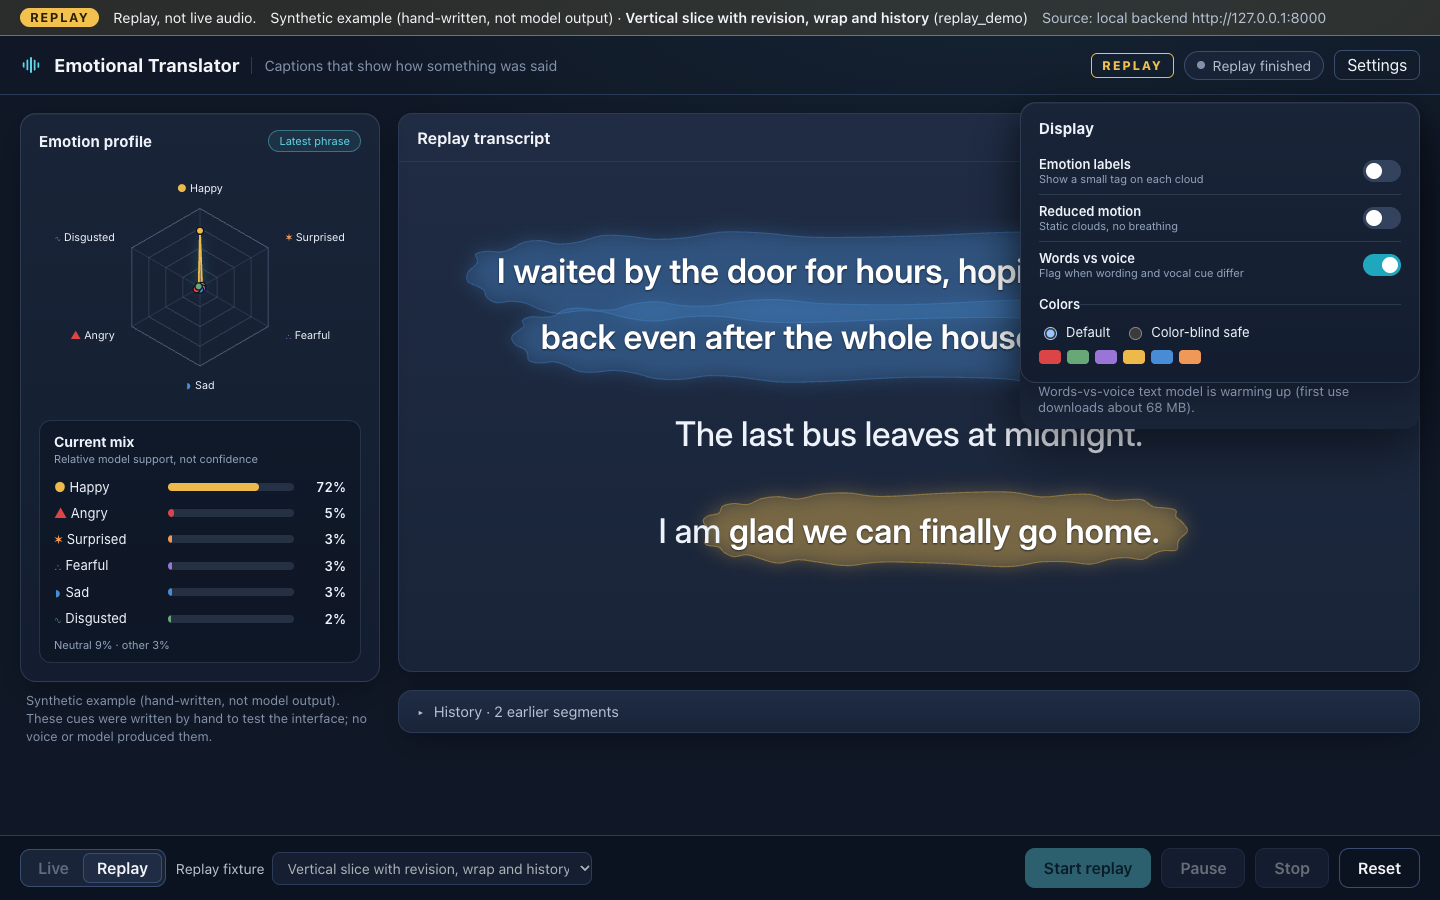 REPLAY Replay, not live audio. Synthetic example (hand-written, not model output) · Vertical slice with revision, wrap and history (replay_demo) Source: local backend http://127.0.0.1:8000
Emotional Translator Captions that show how something was said
REPLAY Replay finished Settings
Emotion profile Latest phrase
Happy
Disgusted Surprised
Angry Fearful
Sad
Current mix
Relative model support, not confidence
Happy 72%
Angry 5%
Surprised 3%
Fearful 3%
Sad 3%
Disgusted 2%
Neutral 9% · other 3%
Synthetic example (hand-written, not model output).
These cues were written by hand to test the interface; no
voice or model produced them.
Replay transcript
I waited by the door for hours, hopi
back even after the whole house
The last bus leaves at midnight.
I am glad we can finally go home.
Display
Emotion labels
Show a small tag on each cloud
Reduced motion
Static clouds, no breathing
Words vs voice
Flag when wording and vocal cue differ
Colors
Default Color-blind safe
Words-vs-voice text model is warming up (first use
downloads about 68 MB).
History · 2 earlier segments
Live Replay Replay fixture Vertical slice with revision, wrap and history
Start replay Pause Stop Reset